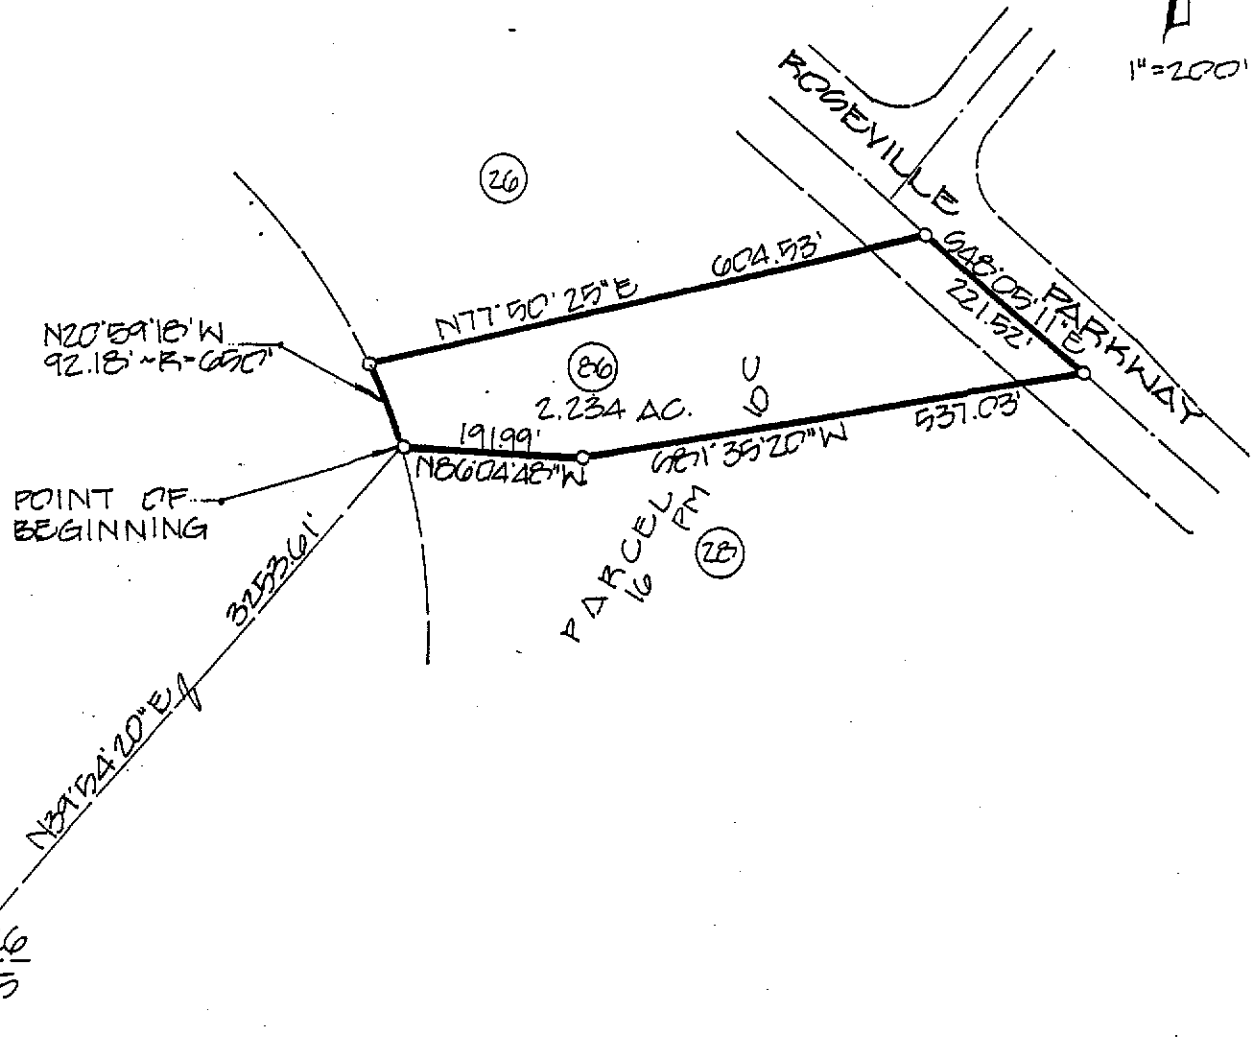 1"=200'
ROSEVILLE PARKWAY
26
S48°05'11"E
221.52'
604.53'
N77°50'25"E
N20°59'18"W
92.18' ~ R=650'
86
2.234 AC.
537.03'
S81°35'20"W
191.99'
N86°04'48"W
POINT OF
BEGINNING
PARCEL
16 PM
28
3253.61'
N39°54'20"E